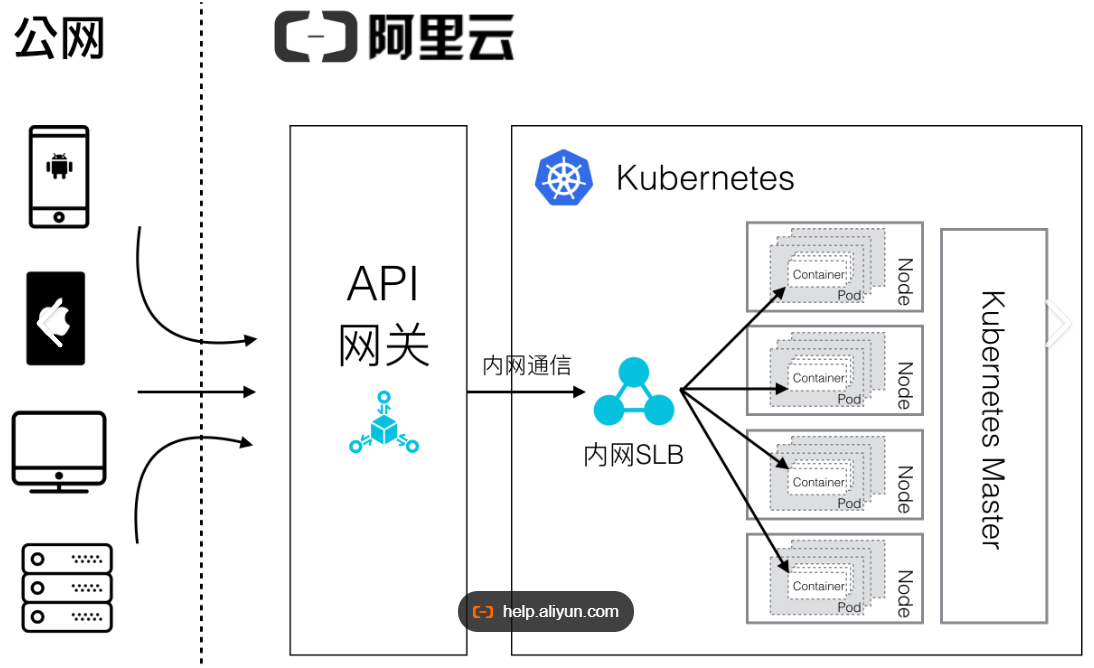 公网
阿里云
Kubernetes
API
网关
内网通信
内网SLB
Container
Pod
Node
Container
Pod
Node
Container
Pod
Node
Container
Pod
Node
Kubernetes Master
help.aliyun.com